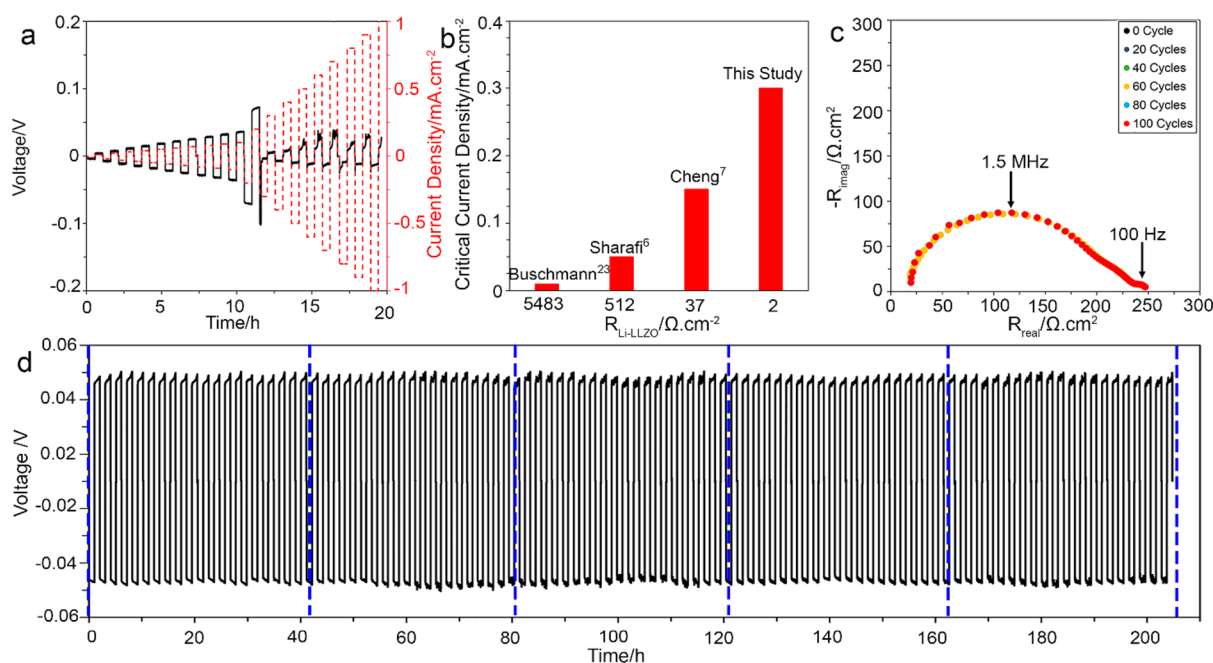 a
0.2
0.1
0
-0.1
-0.2
Voltage/V
1
0.5
0
-0.5
-1
Current Density/mA.cm-2
0 5 10 15 20
Time/h
b
0.4
0.3
0.2
0.1
0
Critical Current Density/mA.cm-2
This Study
Cheng7
Sharafi6
Buschmann23
5483 512 37 2
RLi-LLZO/Ω.cm-2
c
300
250
200
150
100
50
0
-Rimag/Ω.cm2
0 Cycle
20 Cycles
40 Cycles
60 Cycles
80 Cycles
100 Cycles
1.5 MHz
100 Hz
0 50 100 150 200 250 300
Rreal/Ω.cm2
d
0.06
0.04
0.02
-0.02
-0.04
-0.06
Voltage /V
0 20 40 60 80 100 120 140 160 180 200
Time/h